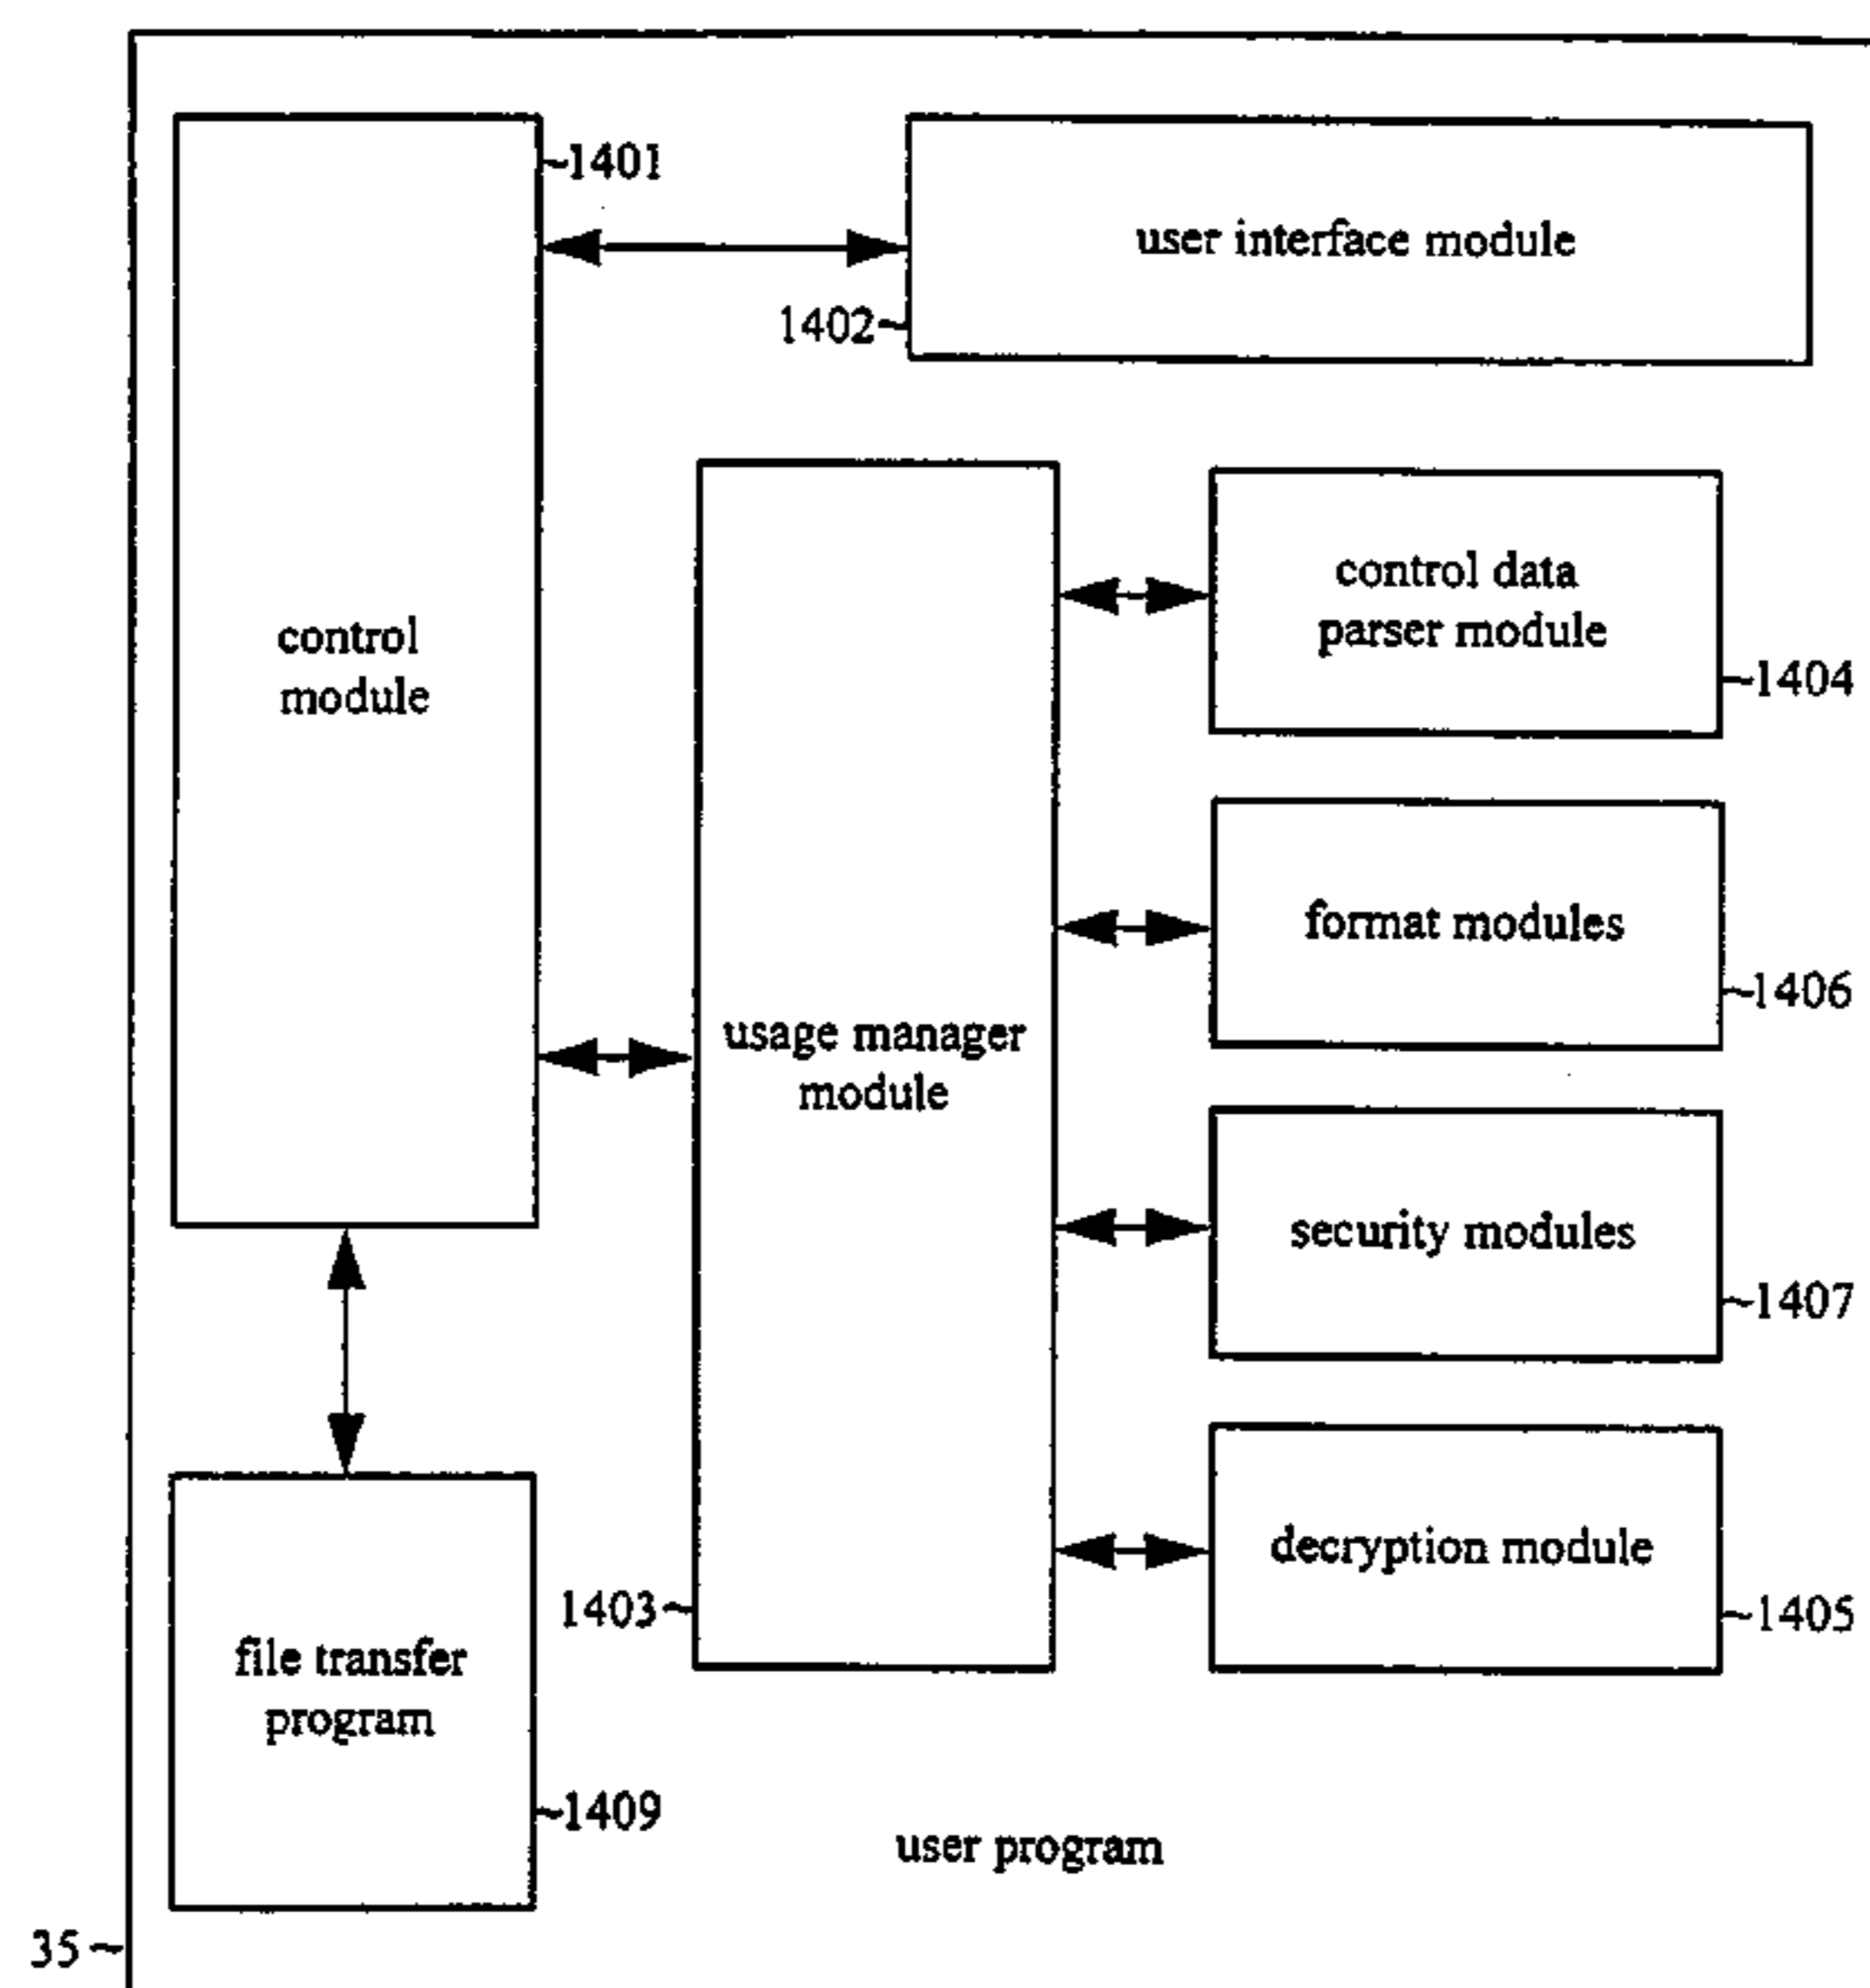 1401
user interface module
1402
control
module
control data
parser module
1404
format modules
1406
usage manager
module
security modules
1407
decryption module
1405
1403
file transfer
program
1409
user program
35